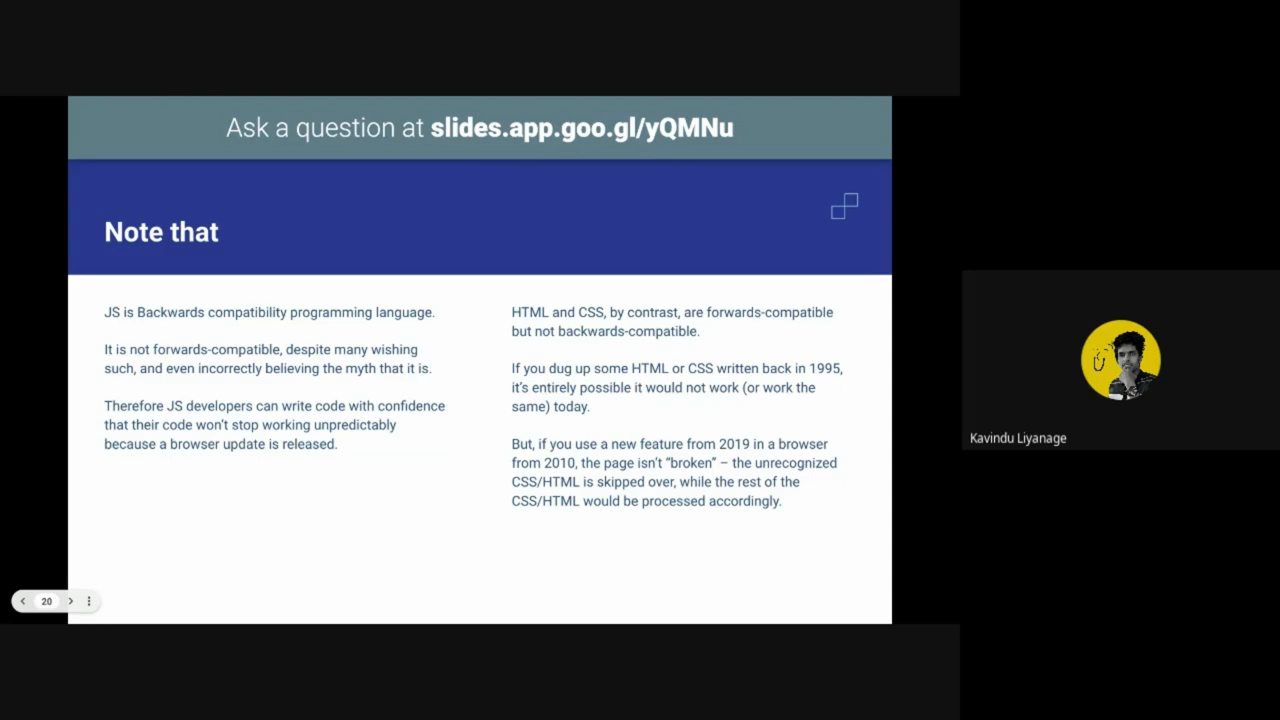 Ask a question at slides.app.goo.gl/yQMNu
Note that
JS is Backwards compatibility programming language.
It is not forwards-compatible, despite many wishing
such, and even incorrectly believing the myth that it is.
Therefore JS developers can write code with confidence
that their code won’t stop working unpredictably
because a browser update is released.
HTML and CSS, by contrast, are forwards-compatible
but not backwards-compatible.
If you dug up some HTML or CSS written back in 1995,
it’s entirely possible it would not work (or work the
same) today.
But, if you use a new feature from 2019 in a browser
from 2010, the page isn’t “broken” – the unrecognized
CSS/HTML is skipped over, while the rest of the
CSS/HTML would be processed accordingly.
20
Kavindu Liyanage